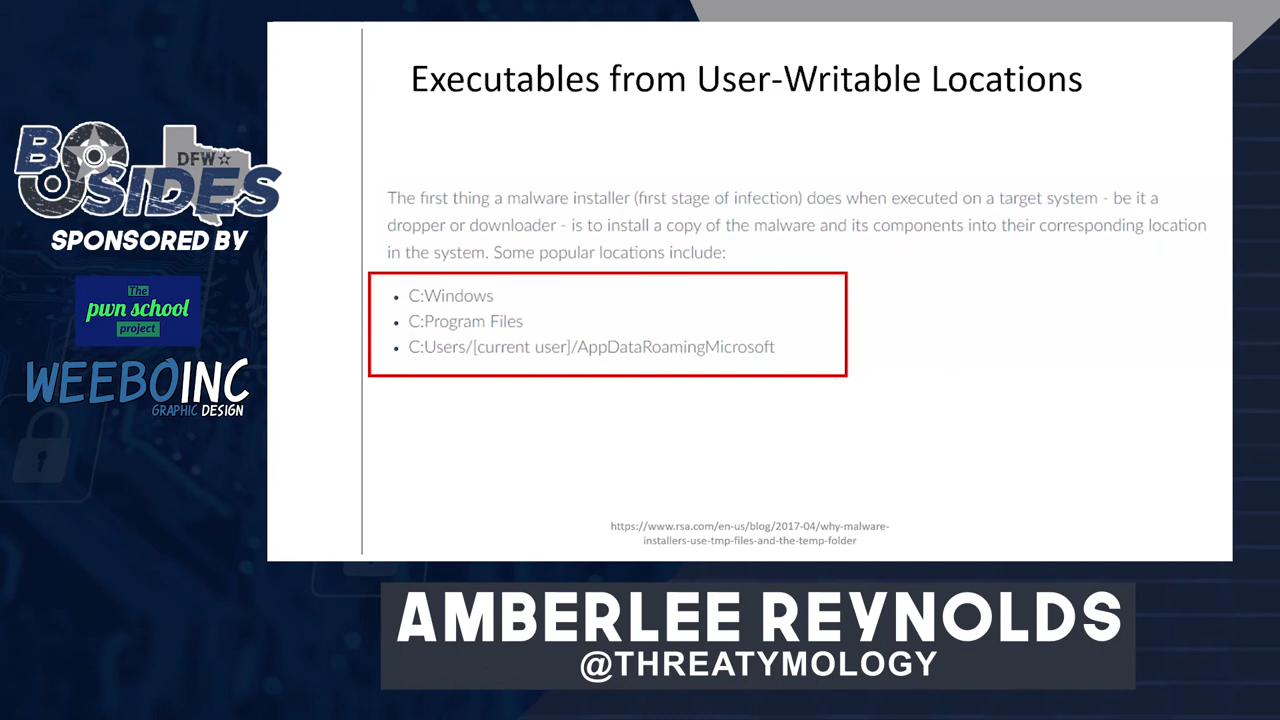 Executables from User-Writable Locations
BSIDES
DFW
SPONSORED BY
The
pwn school
project
WEEBOINC
GRAPHIC DESIGN
The first thing a malware installer (first stage of infection) does when executed on a target system - be it a
dropper or downloader - is to install a copy of the malware and its components into their corresponding location
in the system. Some popular locations include:
• C:Windows
• C:Program Files
• C:Users/[current user]/AppDataRoamingMicrosoft
https://www.rsa.com/en-us/blog/2017-04/why-malware-
installers-use-tmp-files-and-the-temp-folder
AMBERLEE REYNOLDS
@THREATYMOLOGY